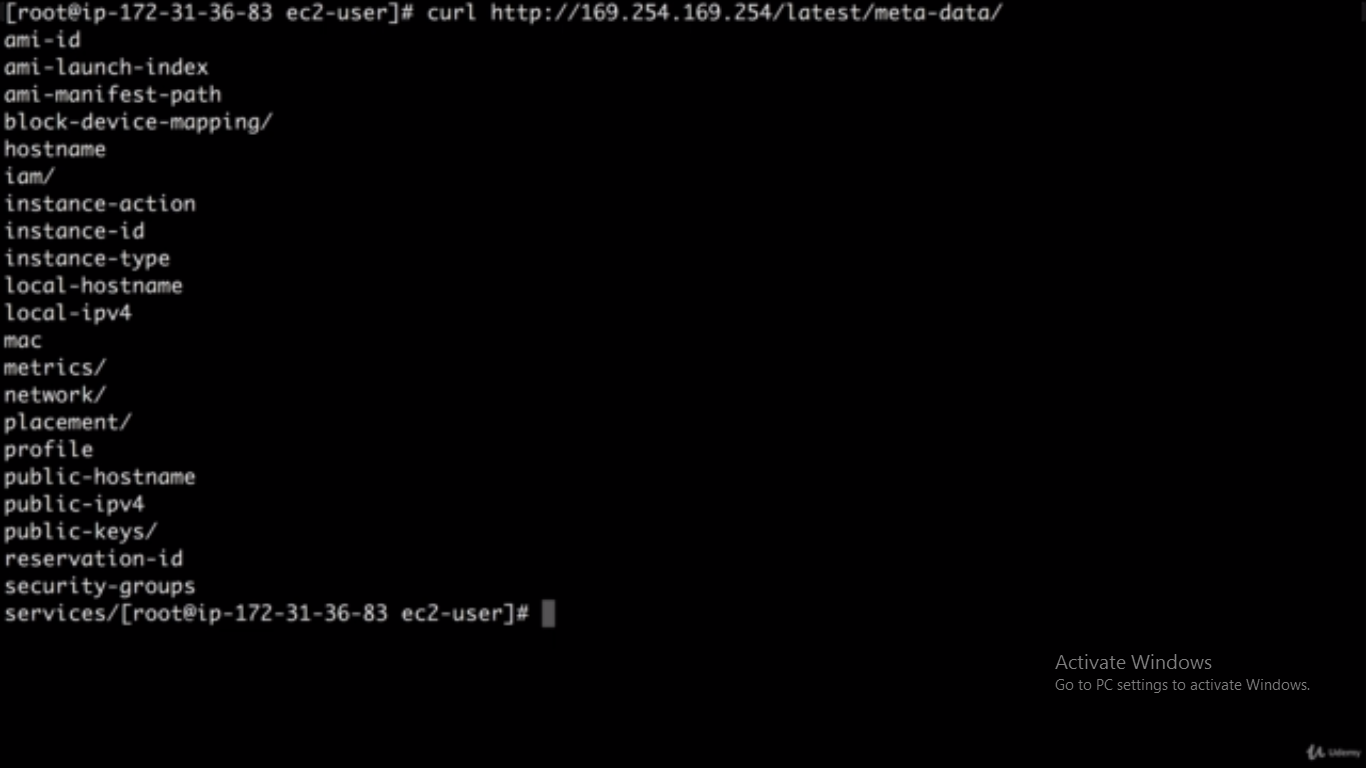 [root@ip-172-31-36-83 ec2-user]# curl http://169.254.169.254/latest/meta-data/
ami-id
ami-launch-index
ami-manifest-path
block-device-mapping/
hostname
iam/
instance-action
instance-id
instance-type
local-hostname
local-ipv4
mac
metrics/
network/
placement/
profile
public-hostname
public-ipv4
public-keys/
reservation-id
security-groups
services/[root@ip-172-31-36-83 ec2-user]#
Activate Windows
Go to PC settings to activate Windows.
Udemy